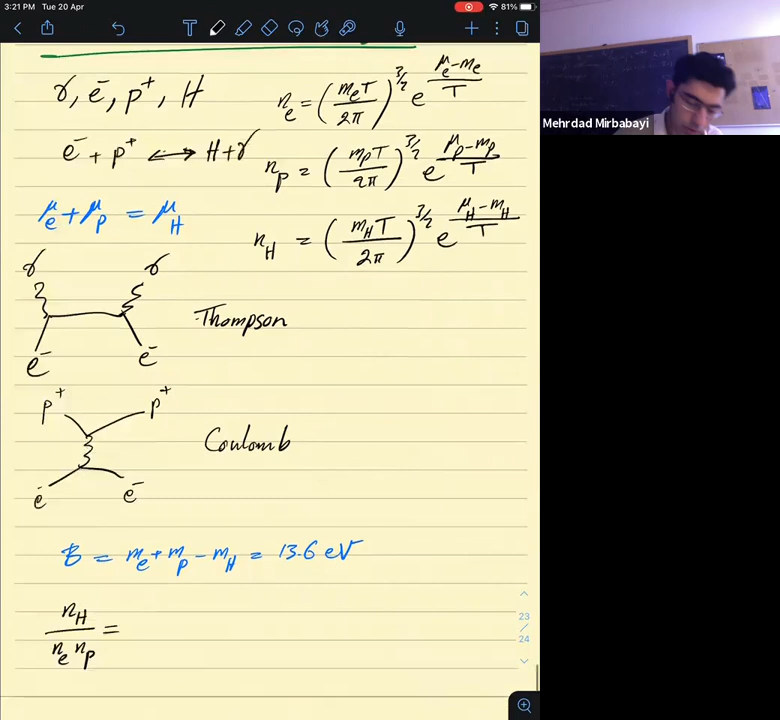 3:21 PM Tue 20 Apr
81%
γ, e⁻, p⁺, H
n_e = (m_e T / 2π)^{3/2} e^{(μ_e − m_e)/T}
e⁻ + p⁺ ⟷ H + γ
n_p = (m_p T / 2π)^{3/2} e^{(μ_p − m_p)/T}
μ_e + μ_p = μ_H
n_H = (m_H T / 2π)^{3/2} e^{(μ_H − m_H)/T}
γ γ
Thompson
e⁻ e⁻
p⁺ p⁺
Coulomb
e⁻ e⁻
B = m_e + m_p − m_H = 13.6 eV
n_H / n_e n_p =
23 / 24
Mehrdad Mirbabayi